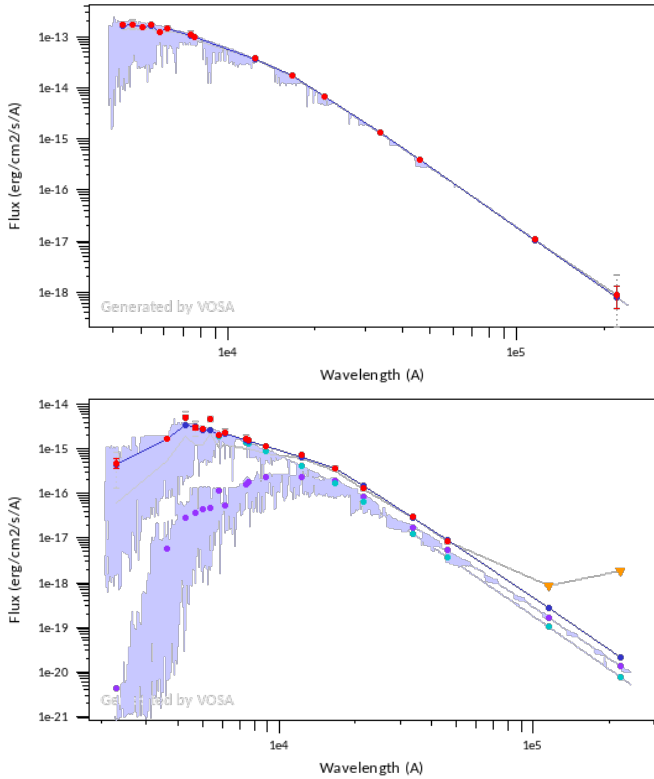 1e-13
1e-14
1e-15
1e-16
1e-17
1e-18
Flux (erg/cm2/s/A)
Generated by VOSA
1e4
1e5
Wavelength (A)
1e-14
1e-15
1e-16
1e-17
1e-18
1e-19
1e-20
1e-21
Flux (erg/cm2/s/A)
Generated by VOSA
1e4
1e5
Wavelength (A)